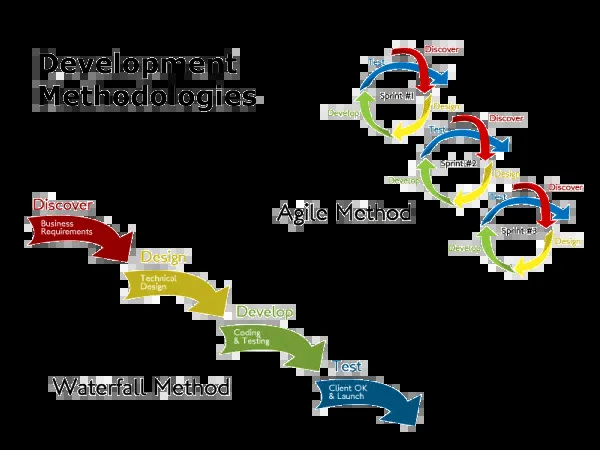 Development
Methodologies
Discover
Test
Sprint #1
Design
Develop
Discover
Test
Sprint #2
Design
Develop
Discover
Test
Sprint #3
Design
Develop
Agile Method
Discover
Business
Requirements
Design
Technical
Design
Develop
Coding
& Testing
Test
Client OK
& Launch
Waterfall Method